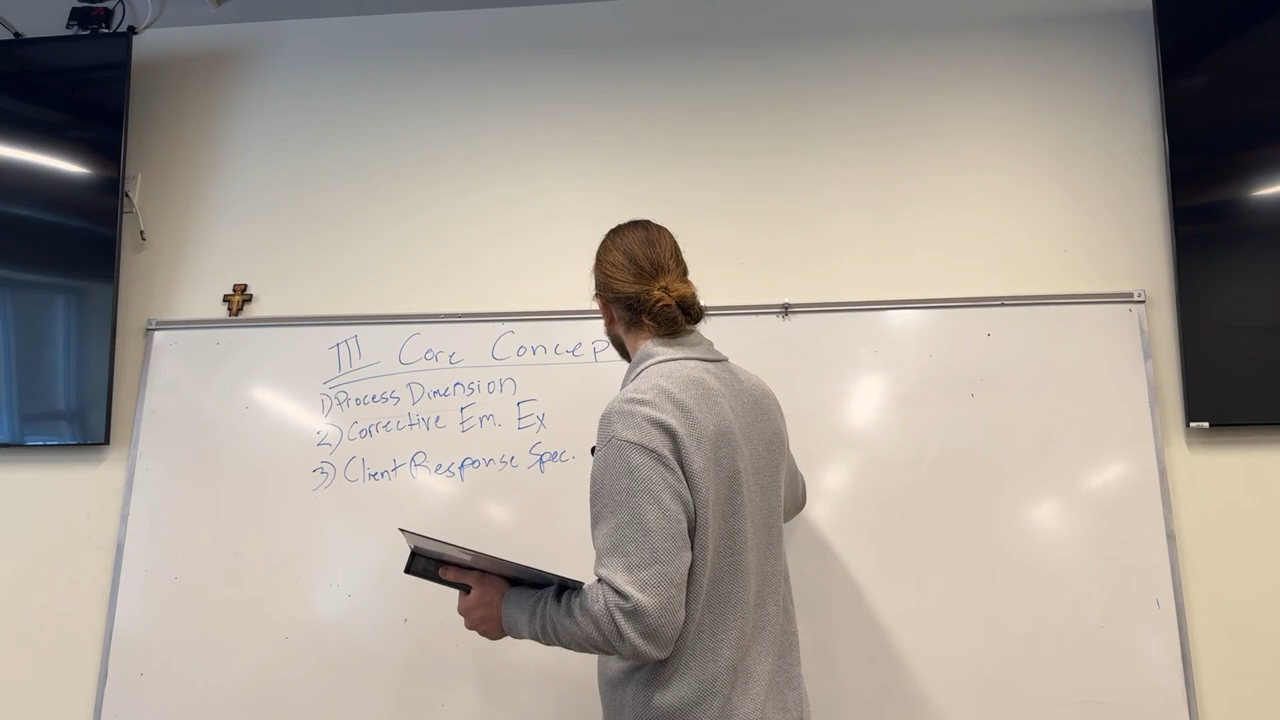 III Core Concep
1) Process Dimension
2) Corrective Em. Ex
3) Client Response Spec.